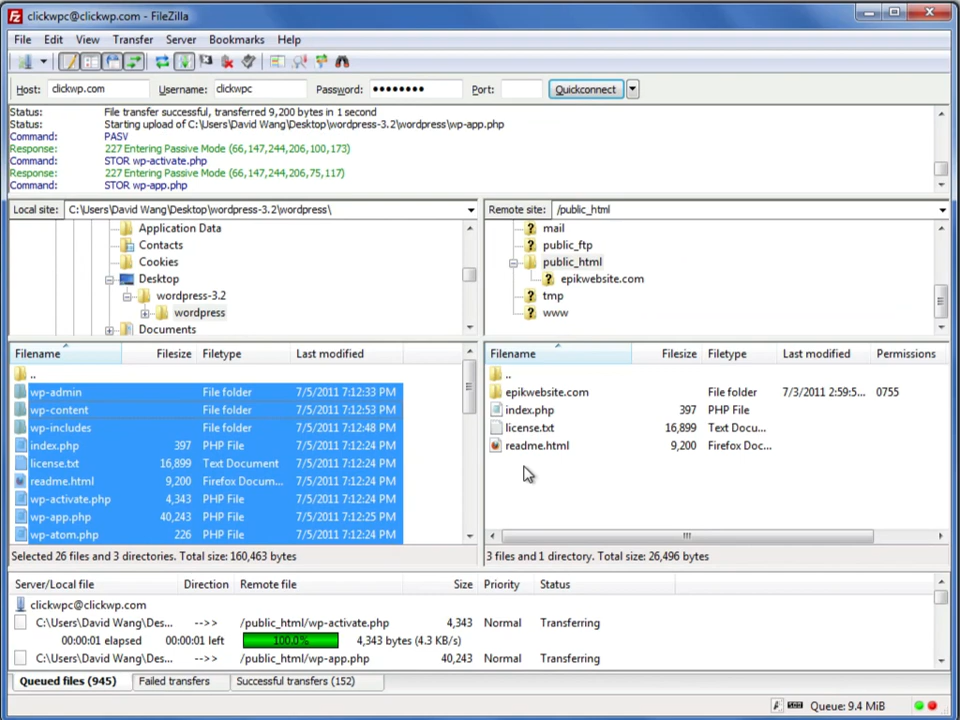 clickwpc@clickwp.com - FileZilla
File Edit View Transfer Server Bookmarks Help
Host: clickwp.com Username: clickwpc Password: ●●●●●●●● Port: Quickconnect
Status: File transfer successful, transferred 9,200 bytes in 1 second
Status: Starting upload of C:\Users\David Wang\Desktop\wordpress-3.2\wordpress\wp-app.php
Command: PASV
Response: 227 Entering Passive Mode (66,147,244,206,100,173)
Command: STOR wp-activate.php
Response: 227 Entering Passive Mode (66,147,244,206,75,117)
Command: STOR wp-app.php
Local site: C:\Users\David Wang\Desktop\wordpress-3.2\wordpress\
Application Data
Contacts
Cookies
Desktop
wordpress-3.2
wordpress
Documents
Remote site: /public_html
mail
public_ftp
public_html
epikwebsite.com
tmp
www
Filename Filesize Filetype Last modified
..
wp-admin File folder 7/5/2011 7:12:33 PM
wp-content File folder 7/5/2011 7:12:53 PM
wp-includes File folder 7/5/2011 7:12:48 PM
index.php 397 PHP File 7/5/2011 7:12:24 PM
license.txt 16,899 Text Document 7/5/2011 7:12:24 PM
readme.html 9,200 Firefox Docum... 7/5/2011 7:12:24 PM
wp-activate.php 4,343 PHP File 7/5/2011 7:12:24 PM
wp-app.php 40,243 PHP File 7/5/2011 7:12:25 PM
wp-atom.php 226 PHP File 7/5/2011 7:12:24 PM
Selected 26 files and 3 directories. Total size: 160,463 bytes
Filename Filesize Filetype Last modified Permissions
..
epikwebsite.com File folder 7/3/2011 2:59:5... 0755
index.php 397 PHP File
license.txt 16,899 Text Docu...
readme.html 9,200 Firefox Doc...
3 files and 1 directory. Total size: 26,496 bytes
Server/Local file Direction Remote file Size Priority Status
clickwpc@clickwp.com
C:\Users\David Wang\Des... -->> /public_html/wp-activate.php 4,343 Normal Transferring
00:00:01 elapsed 00:00:01 left 100.0% 4,343 bytes (4.3 KB/s)
C:\Users\David Wang\Des... -->> /public_html/wp-app.php 40,243 Normal Transferring
Queued files (945) Failed transfers Successful transfers (152)
Queue: 9.4 MiB